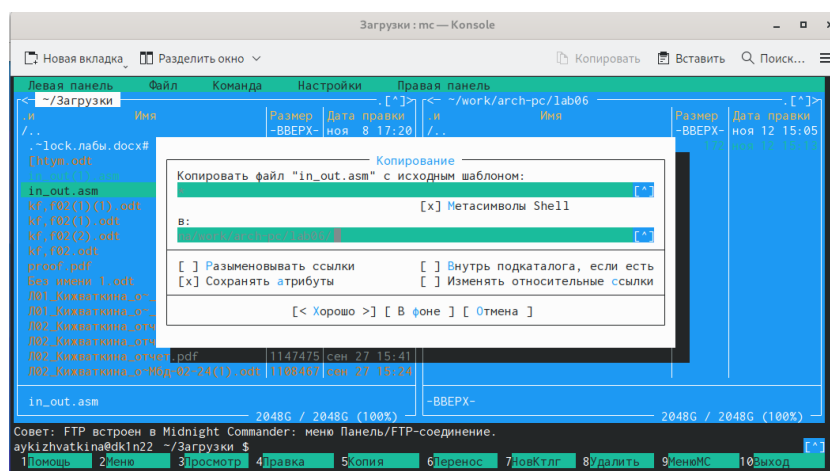 Загрузки : mc — Konsole
Новая вкладка Разделить окно Копировать Вставить Поиск...
Левая панель Файл Команда Настройки Правая панель
<- ~/Загрузки .[^]> <- ~/work/arch-pc/lab06 .[^]>
.и Имя Размер Дата правки .и Имя Размер Дата правки
/.. -ВВЕРХ- ноя 8 17:20 /.. -ВВЕРХ- ноя 12 15:05
.~lock.лабы.docx#
[htym.odt
in_out.asm
kf,f02(1)(1).odt
kf,f02(1).odt
kf,f02(2).odt
kf,f02.odt
proof.pdf
Без имени 1.odt
Л01_Кижваткина_о
Л01_Кижваткина_о
Л02_Кижваткина_отч
Л02_Кижваткина_отч
Л02_Кижваткина_отчет.pdf 1147475 сен 27 15:41
Л02_Кижваткина_о~Мбд-02-24(1).odt 1108467 сен 27 15:24
Копирование
Копировать файл "in_out.asm" с исходным шаблоном:
[^]
[x] Метасимволы Shell
в:
[^]
[ ] Разыменовывать ссылки [ ] Внутрь подкаталога, если есть
[x] Сохранять атрибуты [ ] Изменять относительные ссылки
[< Хорошо >] [ В фоне ] [ Отмена ]
in_out.asm -ВВЕРХ-
2048G / 2048G (100%) 2048G / 2048G (100%)
Совет: FTP встроен в Midnight Commander: меню Панель/FTP-соединение.
aykizhvatkina@dk1n22 ~/Загрузки $ [^]
1Помощь 2Меню 3Просмотр 4Правка 5Копия 6Перенос 7НовКтлг 8Удалить 9МенюMC 10Выход